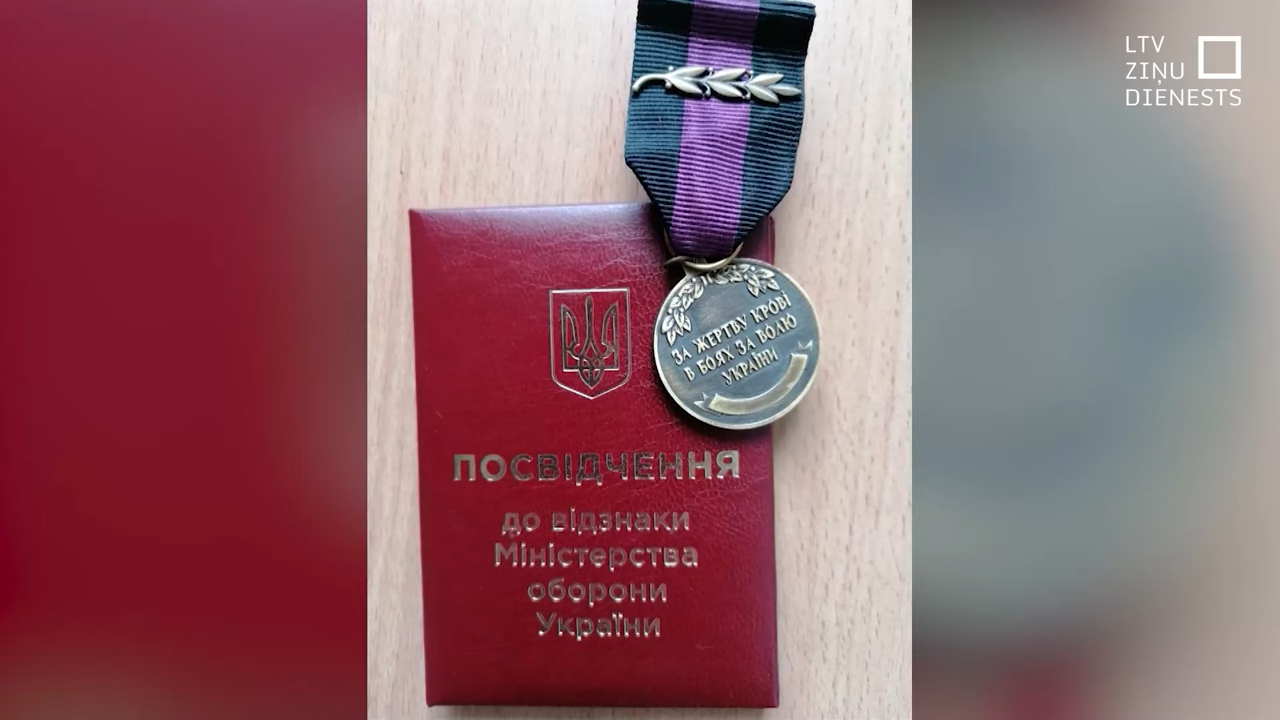 LTV
ZIŅU
DIENESTS
ЗА ЖЕРТВУ КРОВІ
В БОЯХ ЗА ВОЛЮ
УКРАЇНИ
ПОСВІДЧЕННЯ
до відзнаки
Міністерства
оборони
України